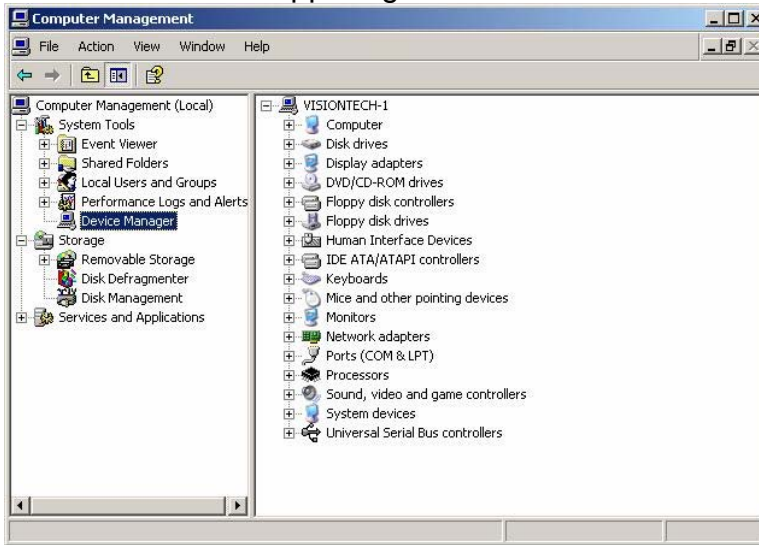 Computer Management
File Action View Window Help
Computer Management (Local)
System Tools
Event Viewer
Shared Folders
Local Users and Groups
Performance Logs and Alerts
Device Manager
Storage
Removable Storage
Disk Defragmenter
Disk Management
Services and Applications
VISIONTECH-1
Computer
Disk drives
Display adapters
DVD/CD-ROM drives
Floppy disk controllers
Floppy disk drives
Human Interface Devices
IDE ATA/ATAPI controllers
Keyboards
Mice and other pointing devices
Monitors
Network adapters
Ports (COM & LPT)
Processors
Sound, video and game controllers
System devices
Universal Serial Bus controllers